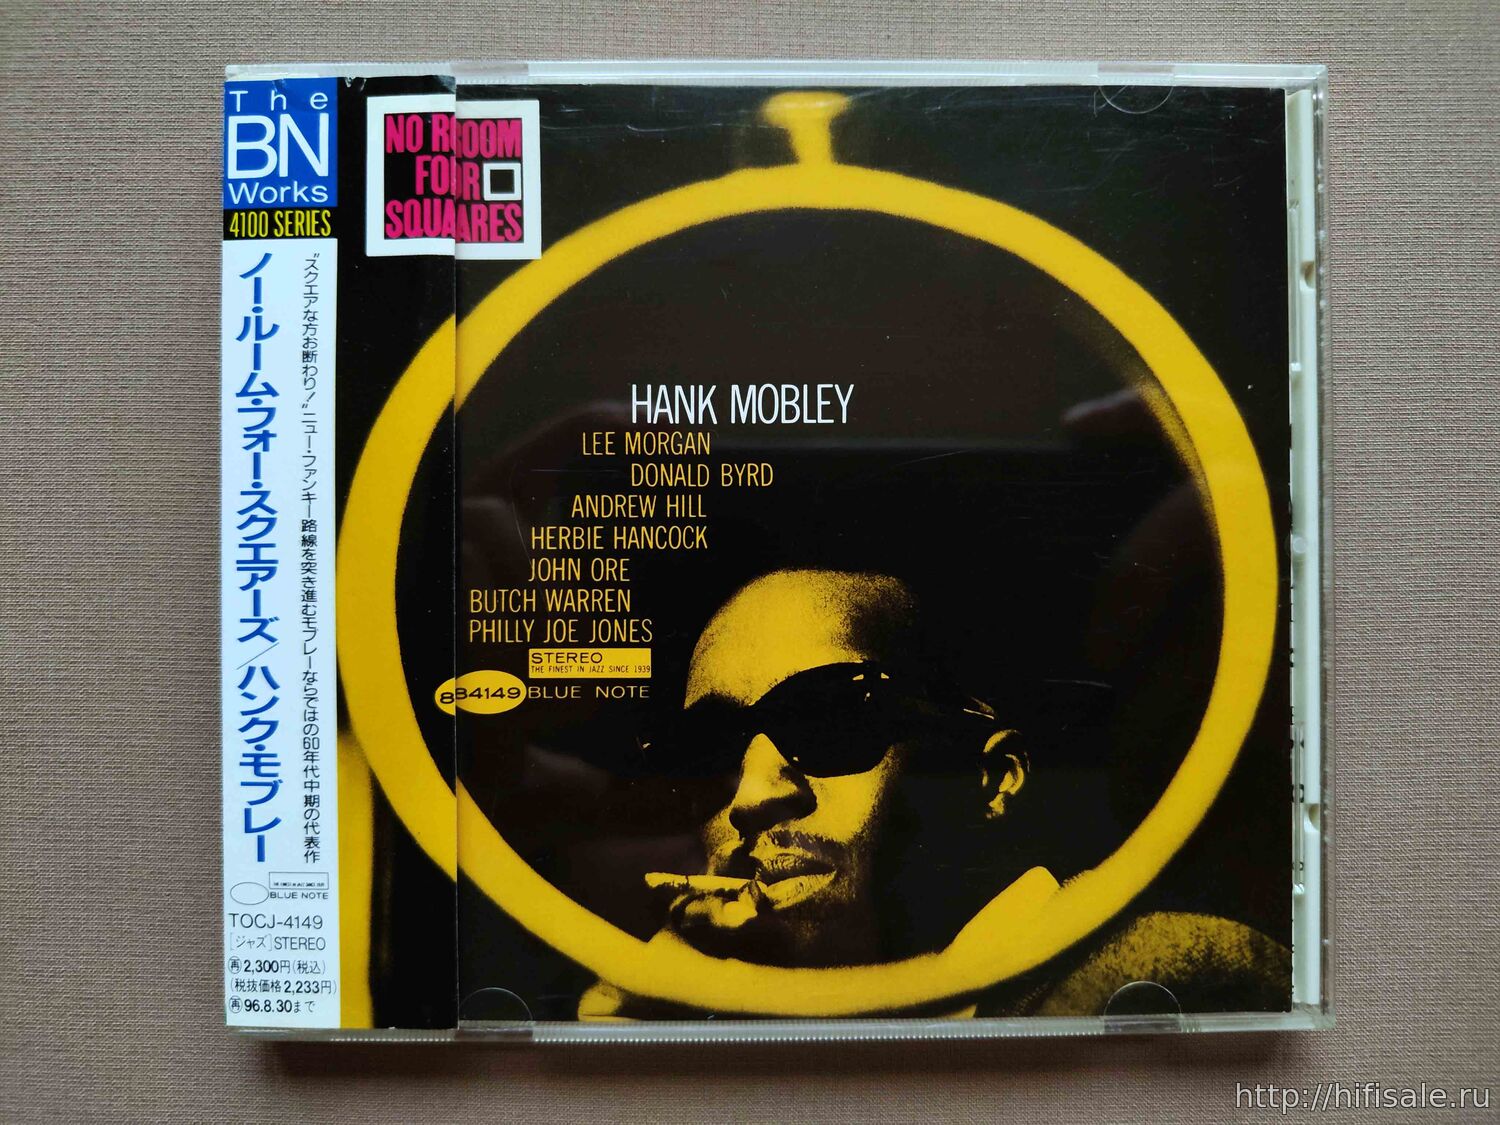 The
BN
Works
4100 SERIES
ノー・ルーム・フォー・スクエアーズ／ハンク・モブレー
"スクエアな方お断わり！"ニュー・ファンキー路線を突き進むモブレーならではの60年代中期の代表作
BLUE NOTE
TOCJ-4149
[ジャズ] STEREO
再 2,300円(税込)
(税抜価格2,233円)
再 96.8.30まで
NO ROOM
FOR
SQUARES
HANK MOBLEY
LEE MORGAN
DONALD BYRD
ANDREW HILL
HERBIE HANCOCK
JOHN ORE
BUTCH WARREN
PHILLY JOE JONES
STEREO
THE FINEST IN JAZZ SINCE 1939
84149 BLUE NOTE
http://hifisale.ru